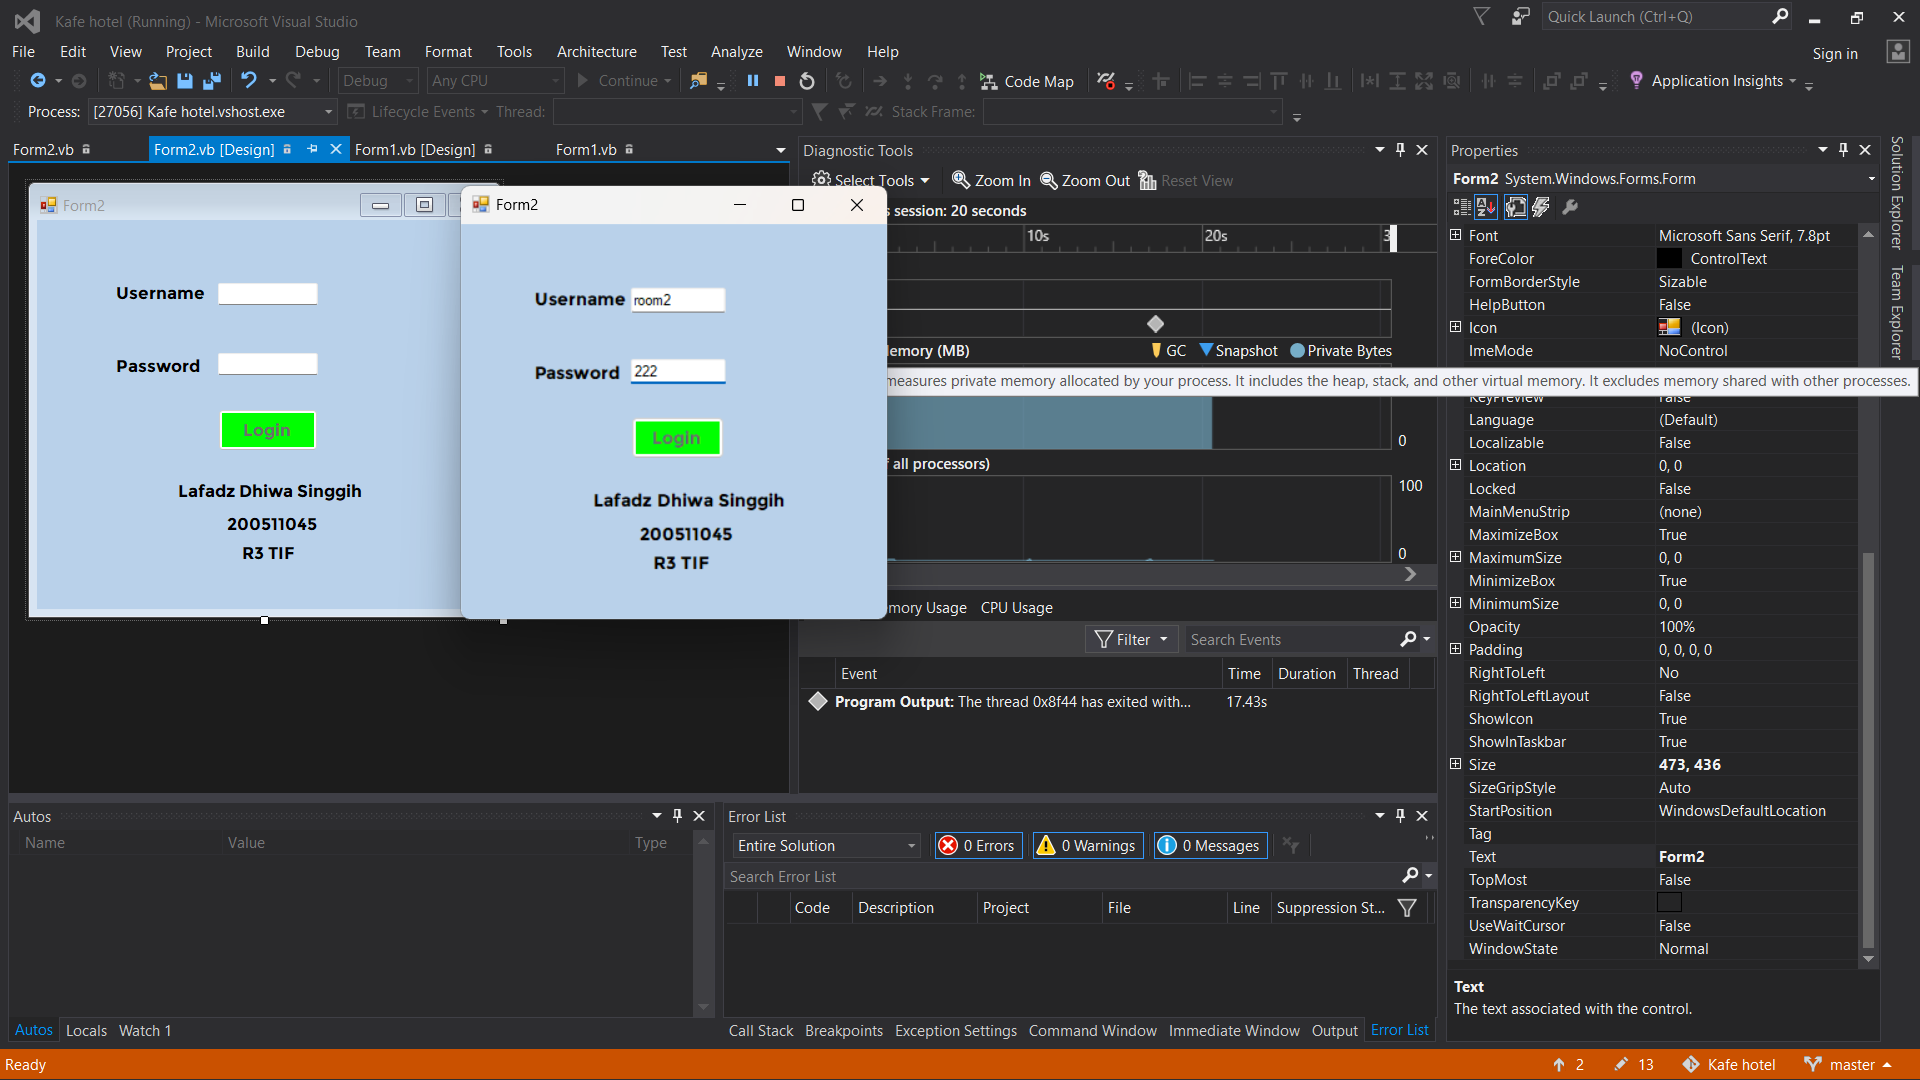 Kafe hotel (Running) - Microsoft Visual Studio
Quick Launch (Ctrl+Q)
File Edit View Project Build Debug Team Format Tools Architecture Test Analyze Window Help
Sign in
Debug Any CPU Continue Code Map Application Insights
Process: [27056] Kafe hotel.vshost.exe Lifecycle Events Thread: Stack Frame:
Form2.vb Form2.vb [Design] Form1.vb [Design] Form1.vb
Form2
Username
Password
Login
Lafadz Dhiwa Singgih
200511045
R3 TIF
Form2
Username room2
Password 222
Login
Lafadz Dhiwa Singgih
200511045
R3 TIF
Diagnostic Tools
Select Tools Zoom In Zoom Out Reset View
session: 20 seconds
10s 20s 3
(MB) GC Snapshot Private Bytes
measures private memory allocated by your process. It includes the heap, stack, and other virtual memory. It excludes memory shared with other processes.
0
all processors)
100
0
Usage CPU Usage
Filter Search Events
Event Time Duration Thread
Program Output: The thread 0x8f44 has exited with... 17.43s
Properties
Form2 System.Windows.Forms.Form
Font Microsoft Sans Serif, 7.8pt
ForeColor ControlText
FormBorderStyle Sizable
HelpButton False
Icon (Icon)
ImeMode NoControl
KeyPreview False
Language (Default)
Localizable False
Location 0, 0
Locked False
MainMenuStrip (none)
MaximizeBox True
MaximumSize 0, 0
MinimizeBox True
MinimumSize 0, 0
Opacity 100%
Padding 0, 0, 0, 0
RightToLeft No
RightToLeftLayout False
ShowIcon True
ShowInTaskbar True
Size 473, 436
SizeGripStyle Auto
StartPosition WindowsDefaultLocation
Tag
Text Form2
TopMost False
TransparencyKey
UseWaitCursor False
WindowState Normal
Text
The text associated with the control.
Solution Explorer
Team Explorer
Autos
Name Value Type
Autos Locals Watch 1
Error List
Entire Solution 0 Errors 0 Warnings 0 Messages
Search Error List
Code Description Project File Line Suppression St...
Call Stack Breakpoints Exception Settings Command Window Immediate Window Output Error List
Ready 2 13 Kafe hotel master